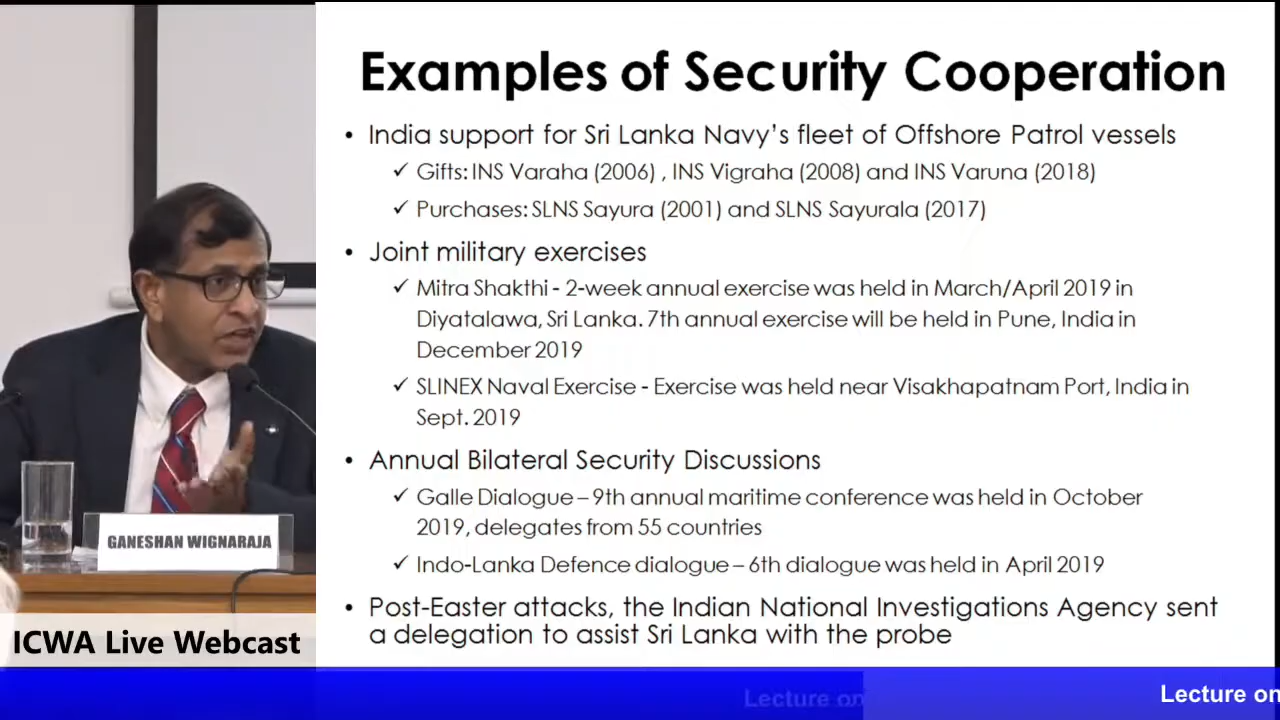 Examples of Security Cooperation
• India support for Sri Lanka Navy's fleet of Offshore Patrol vessels
✓ Gifts: INS Varaha (2006) , INS Vigraha (2008) and INS Varuna (2018)
✓ Purchases: SLNS Sayura (2001) and SLNS Sayurala (2017)
• Joint military exercises
✓ Mitra Shakthi - 2-week annual exercise was held in March/April 2019 in
Diyatalawa, Sri Lanka. 7th annual exercise will be held in Pune, India in
December 2019
✓ SLINEX Naval Exercise - Exercise was held near Visakhapatnam Port, India in
Sept. 2019
• Annual Bilateral Security Discussions
✓ Galle Dialogue – 9th annual maritime conference was held in October
2019, delegates from 55 countries
✓ Indo-Lanka Defence dialogue – 6th dialogue was held in April 2019
• Post-Easter attacks, the Indian National Investigations Agency sent
a delegation to assist Sri Lanka with the probe
GANESHAN WIGNARAJA
ICWA Live Webcast
Lecture on
Lecture on